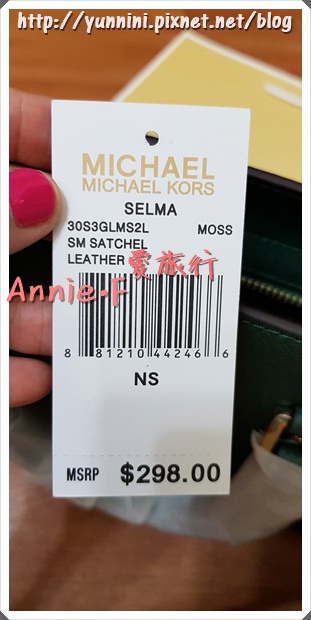 http://yunnini.pixnet.net/blog
MICHAEL
MICHAEL KORS
SELMA
30S3GLMS2L MOSS
SM SATCHEL
LEATHER
愛旅行
Annie.F
8 81210 44246 6
NS
MSRP $298.00